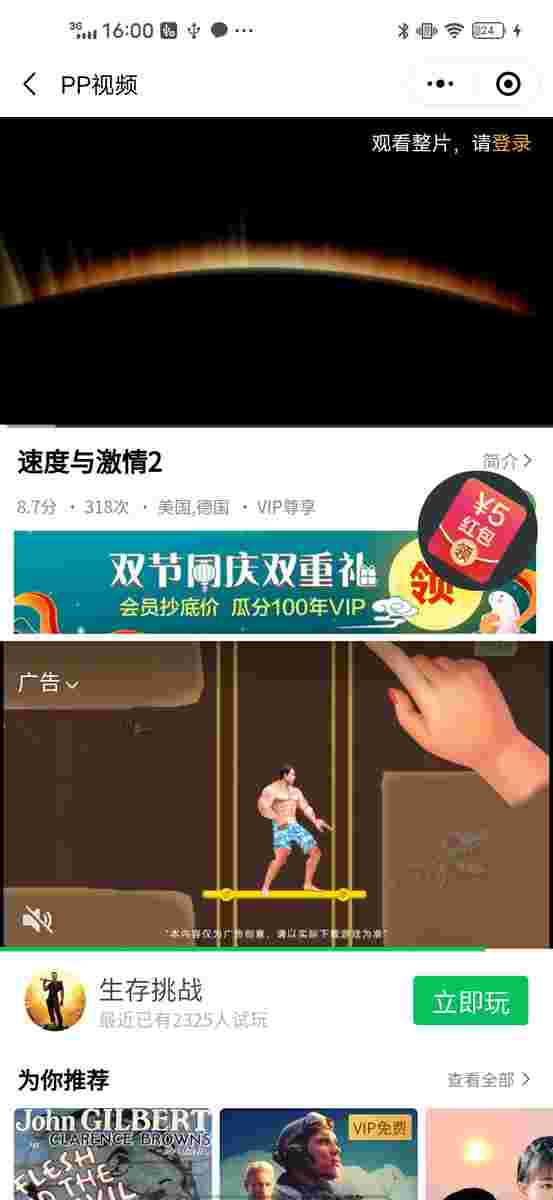 3G 16:00 24
PP视频
观看整片，请登录
速度与激情2
简介
8.7分 · 318次 · 美国,德国 · VIP尊享
¥5
红包
领
双节同庆双重礼
领
会员抄底价 瓜分100年VIP
广告
"本内容仅为广告创意，请以实际下载游戏为准"
生存挑战
最近已有2325人试玩
立即玩
为你推荐
查看全部
John GILBERT
CLARENCE BROWNS
FLESH
VIP免费